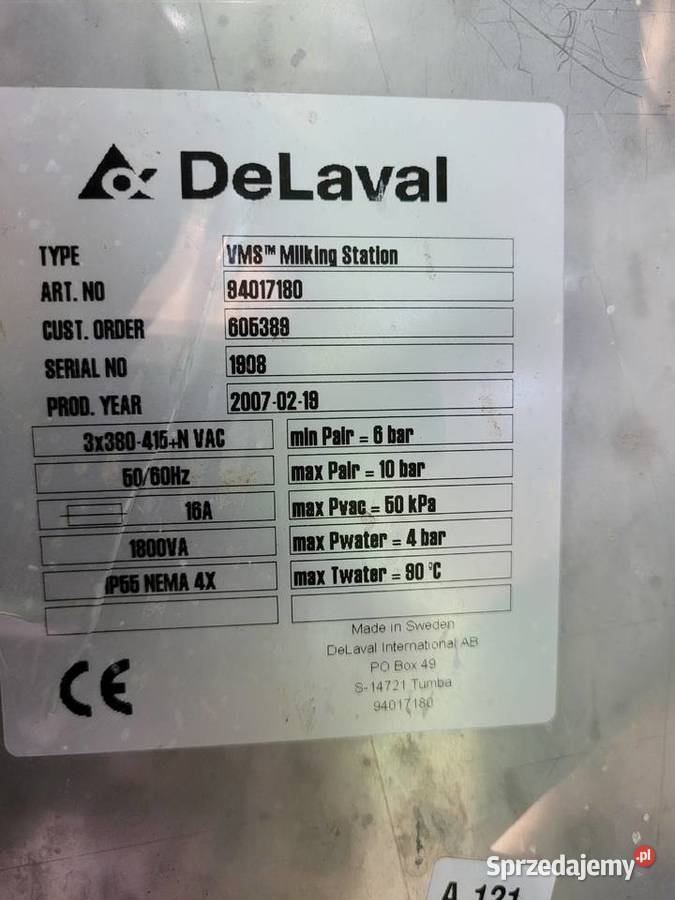 DeLaval
TYPE VMS™ Milking Station
ART. NO 94017180
CUST. ORDER 605389
SERIAL NO 1908
PROD. YEAR 2007-02-19
3x380-415+N VAC min Pair = 6 bar
50/60Hz max Pair = 10 bar
16A max Pvac = 50 kPa
1800VA max Pwater = 4 bar
IP55 NEMA 4X max Twater = 90 °C
Made in Sweden
DeLaval International AB
PO Box 49
S-14721 Tumba
94017180
CE
A 121
Sprzedajemy.pl